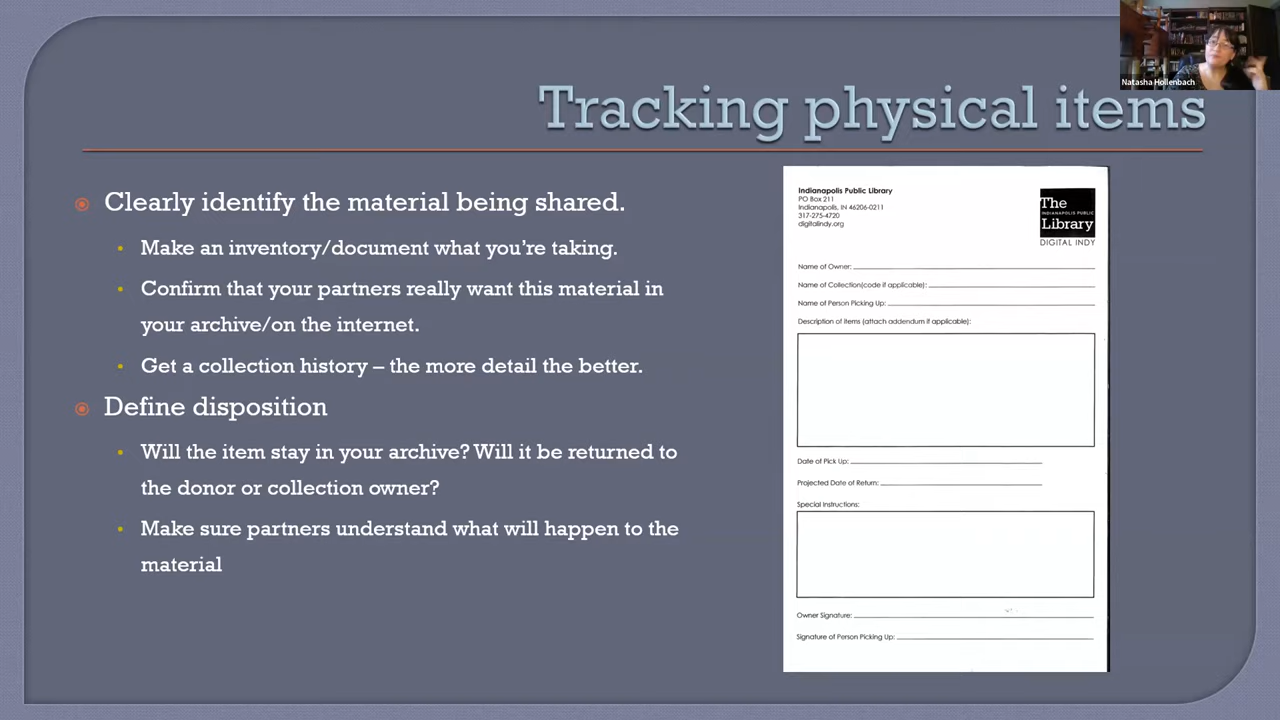 Natasha Hollenbach
Tracking physical items
Clearly identify the material being shared.
Make an inventory/document what you're taking.
Confirm that your partners really want this material in
your archive/on the internet.
Get a collection history – the more detail the better.
Define disposition
Will the item stay in your archive? Will it be returned to
the donor or collection owner?
Make sure partners understand what will happen to the
material
Indianapolis Public Library
PO Box 211
Indianapolis, IN 46206-0211
317-275-4720
digitalindy.org
The
INDIANAPOLIS PUBLIC
Library
DIGITAL INDY
Name of Owner:
Name of Collection(code if applicable):
Name of Person Picking Up:
Description of Items (attach addendum if applicable):
Date of Pick Up:
Projected Date of Return:
Special Instructions:
Owner Signature:
Signature of Person Picking Up: